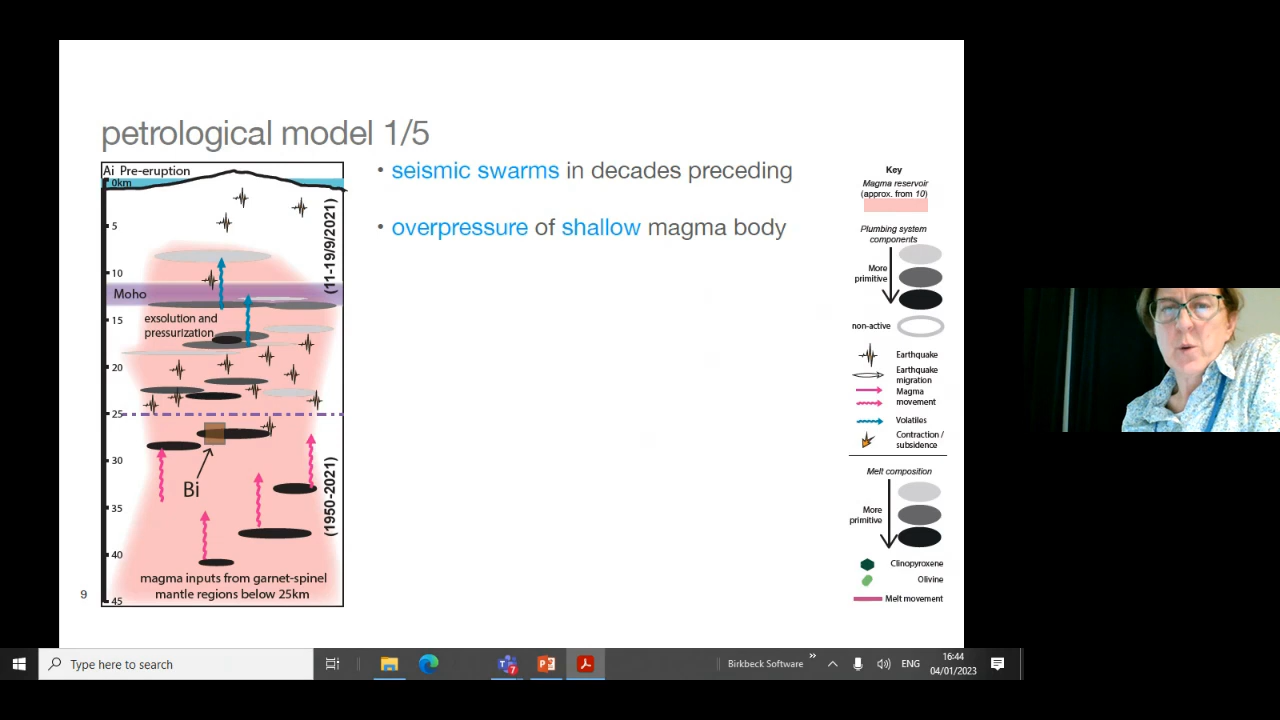 petrological model 1/5
Ai Pre-eruption
0km
5
10
15
20
25
30
35
40
45
(11-19/9/2021)
(1950-2021)
Moho
exsolution and
pressurization
Bi
magma inputs from garnet-spinel
mantle regions below 25km
• seismic swarms in decades preceding
• overpressure of shallow magma body
Key
Magma reservoir
(approx. from 10)
Plumbing system
components
More
primitive
non-active
Earthquake
Earthquake
migration
Magma
movement
Volatiles
Contraction /
subsidence
Melt composition
More
primitive
Clinopyroxene
Olivine
Melt movement
9
Type here to search
7
Birkbeck Software
»
ENG
16:44
04/01/2023